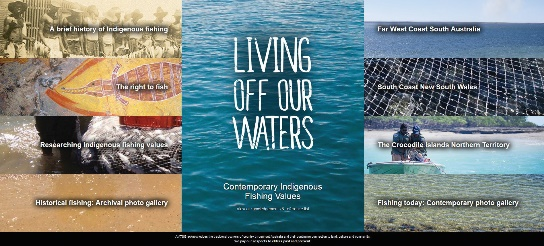 A brief history of Indigenous fishing
The right to fish
Researching Indigenous fishing values
Historical fishing: Archival photo gallery
LIVING
OFF OUR
WATERS
Contemporary Indigenous
Fishing Values
Far West Coast South Australia
South Coast New South Wales
The Crocodile Islands Northern Territory
Fishing today: Contemporary photo gallery